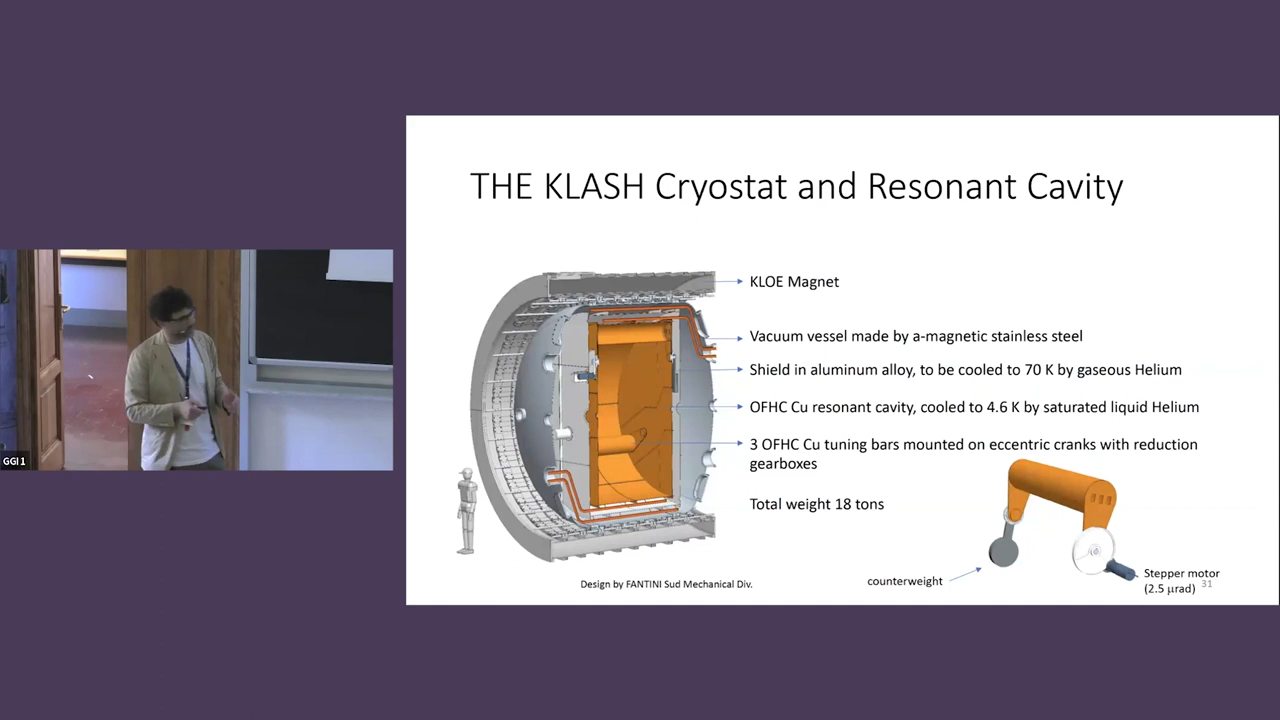 THE KLASH Cryostat and Resonant Cavity
KLOE Magnet
Vacuum vessel made by a-magnetic stainless steel
Shield in aluminum alloy, to be cooled to 70 K by gaseous Helium
OFHC Cu resonant cavity, cooled to 4.6 K by saturated liquid Helium
3 OFHC Cu tuning bars mounted on eccentric cranks with reduction
gearboxes
Total weight 18 tons
counterweight
Stepper motor
(2.5 μrad)
31
Design by FANTINI Sud Mechanical Div.
GGI 1